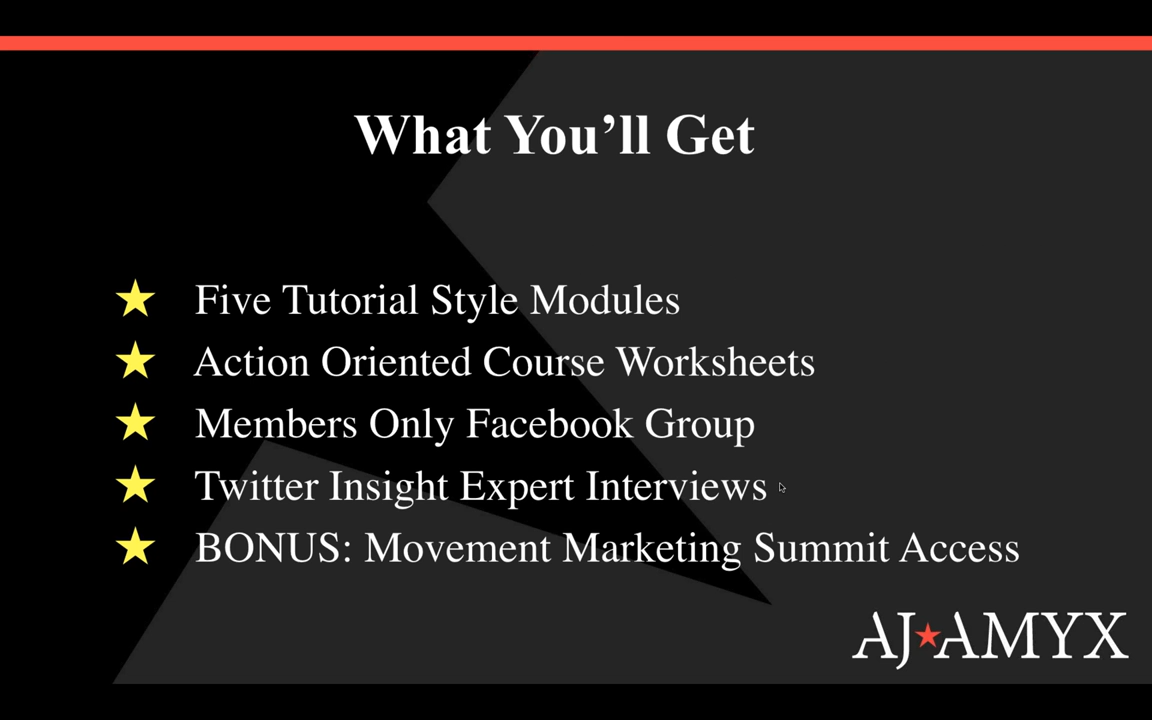 What You’ll Get
Five Tutorial Style Modules
Action Oriented Course Worksheets
Members Only Facebook Group
Twitter Insight Expert Interviews
BONUS: Movement Marketing Summit Access
AJ★AMYX